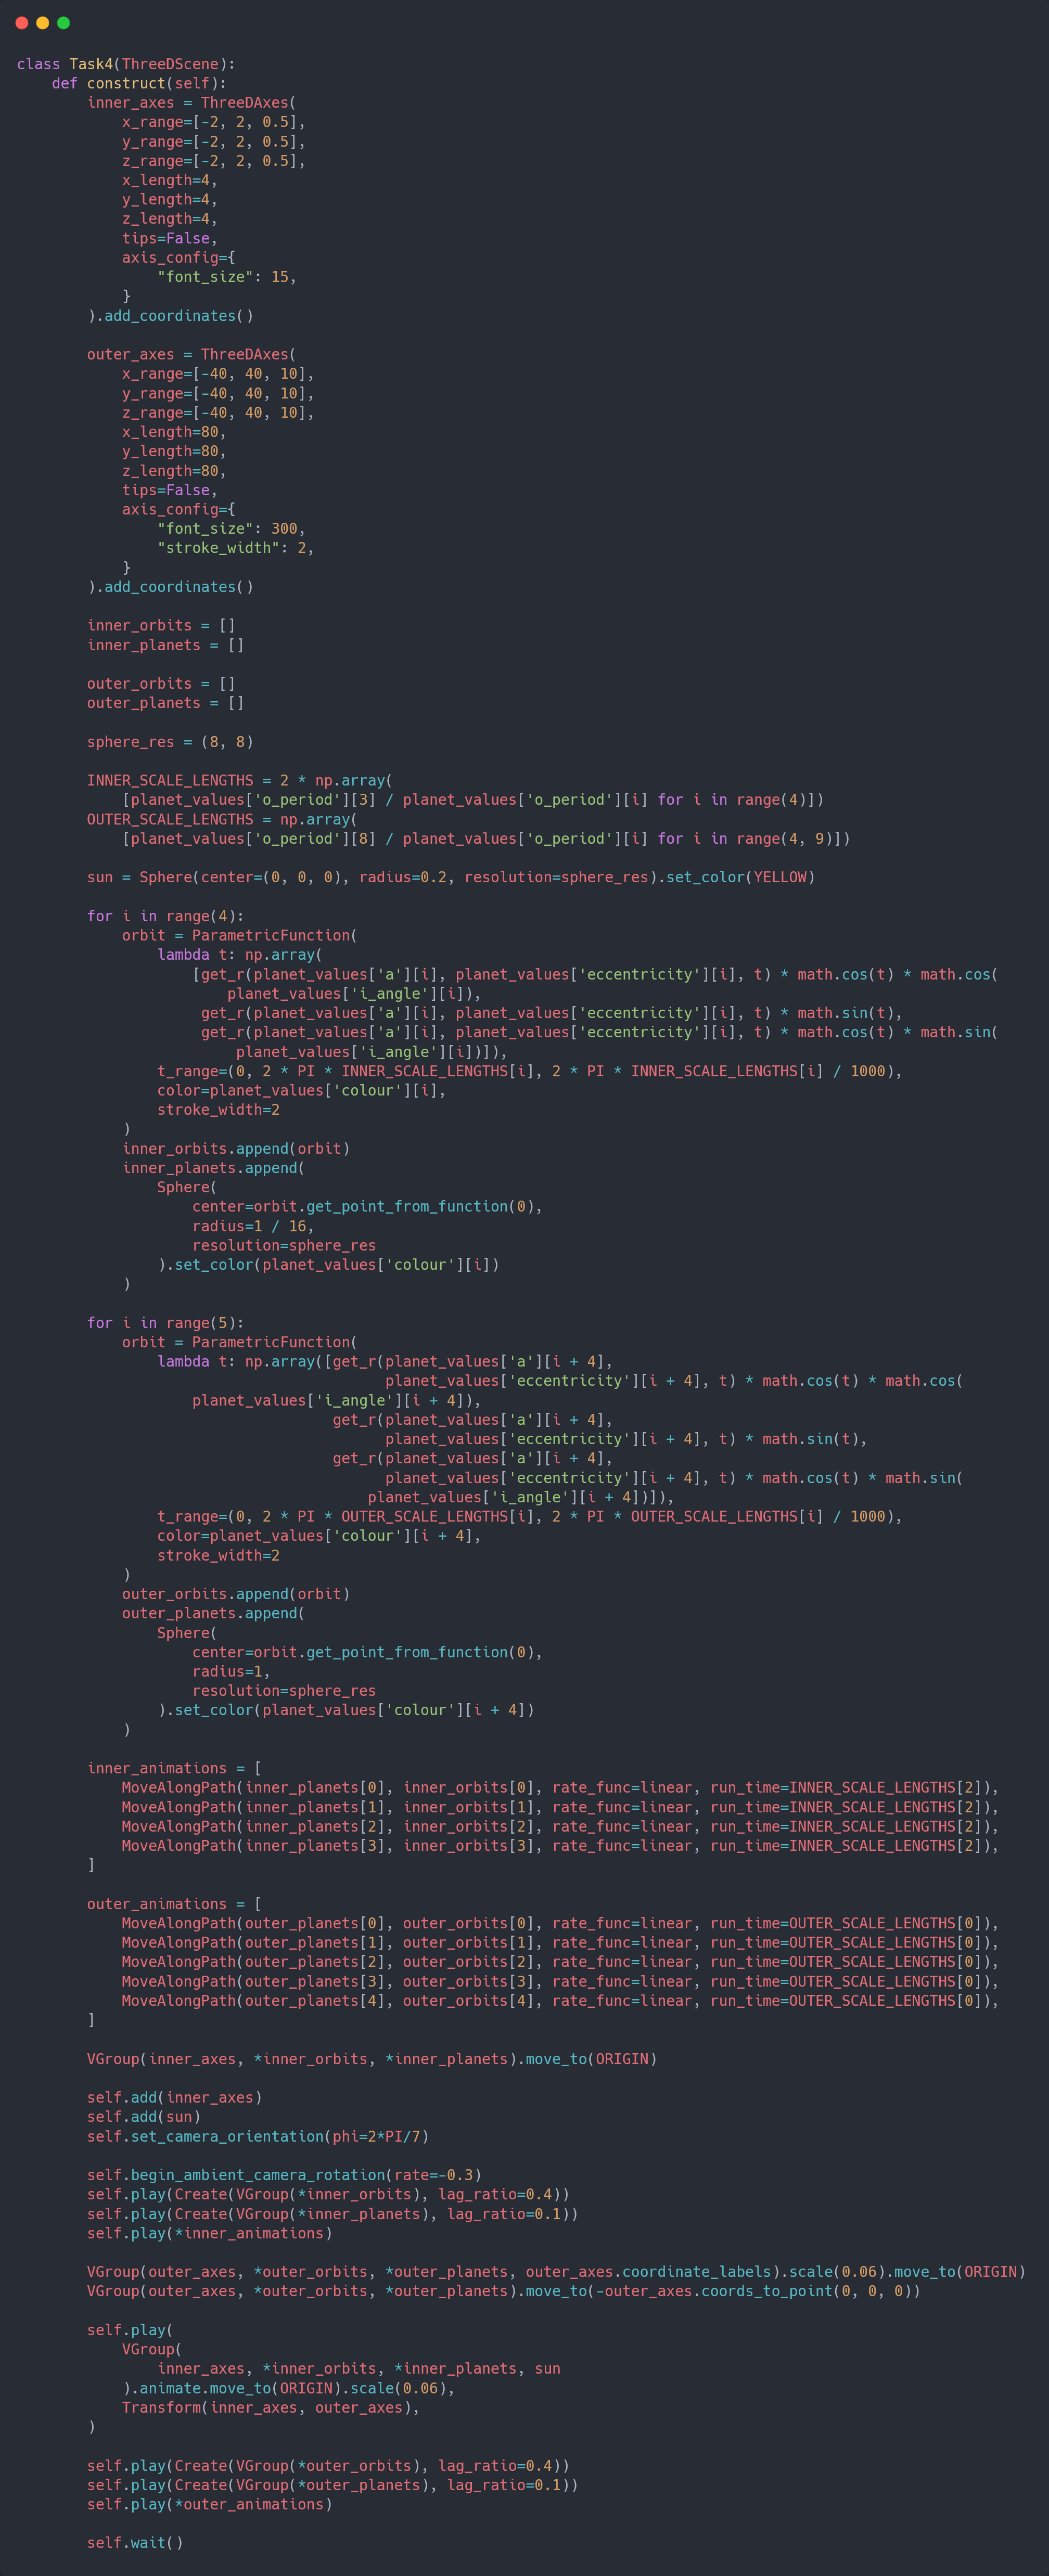 class Task4(ThreeDScene):
    def construct(self):
        inner_axes = ThreeDAxes(
            x_range=[-2, 2, 0.5],
            y_range=[-2, 2, 0.5],
            z_range=[-2, 2, 0.5],
            x_length=4,
            y_length=4,
            z_length=4,
            tips=False,
            axis_config={
                "font_size": 15,
            }
        ).add_coordinates()

        outer_axes = ThreeDAxes(
            x_range=[-40, 40, 10],
            y_range=[-40, 40, 10],
            z_range=[-40, 40, 10],
            x_length=80,
            y_length=80,
            z_length=80,
            tips=False,
            axis_config={
                "font_size": 300,
                "stroke_width": 2,
            }
        ).add_coordinates()

        inner_orbits = []
        inner_planets = []

        outer_orbits = []
        outer_planets = []

        sphere_res = (8, 8)

        INNER_SCALE_LENGTHS = 2 * np.array(
            [planet_values['o_period'][3] / planet_values['o_period'][i] for i in range(4)])
        OUTER_SCALE_LENGTHS = np.array(
            [planet_values['o_period'][8] / planet_values['o_period'][i] for i in range(4, 9)])

        sun = Sphere(center=(0, 0, 0), radius=0.2, resolution=sphere_res).set_color(YELLOW)

        for i in range(4):
            orbit = ParametricFunction(
                lambda t: np.array(
                    [get_r(planet_values['a'][i], planet_values['eccentricity'][i], t) * math.cos(t) * math.cos(
                        planet_values['i_angle'][i]),
                     get_r(planet_values['a'][i], planet_values['eccentricity'][i], t) * math.sin(t),
                     get_r(planet_values['a'][i], planet_values['eccentricity'][i], t) * math.cos(t) * math.sin(
                         planet_values['i_angle'][i])]),
                t_range=(0, 2 * PI * INNER_SCALE_LENGTHS[i], 2 * PI * INNER_SCALE_LENGTHS[i] / 1000),
                color=planet_values['colour'][i],
                stroke_width=2
            )
            inner_orbits.append(orbit)
            inner_planets.append(
                Sphere(
                    center=orbit.get_point_from_function(0),
                    radius=1 / 16,
                    resolution=sphere_res
                ).set_color(planet_values['colour'][i])
            )

        for i in range(5):
            orbit = ParametricFunction(
                lambda t: np.array([get_r(planet_values['a'][i + 4],
                                          planet_values['eccentricity'][i + 4], t) * math.cos(t) * math.cos(
                    planet_values['i_angle'][i + 4]),
                                    get_r(planet_values['a'][i + 4],
                                          planet_values['eccentricity'][i + 4], t) * math.sin(t),
                                    get_r(planet_values['a'][i + 4],
                                          planet_values['eccentricity'][i + 4], t) * math.cos(t) * math.sin(
                                        planet_values['i_angle'][i + 4])]),
                t_range=(0, 2 * PI * OUTER_SCALE_LENGTHS[i], 2 * PI * OUTER_SCALE_LENGTHS[i] / 1000),
                color=planet_values['colour'][i + 4],
                stroke_width=2
            )
            outer_orbits.append(orbit)
            outer_planets.append(
                Sphere(
                    center=orbit.get_point_from_function(0),
                    radius=1,
                    resolution=sphere_res
                ).set_color(planet_values['colour'][i + 4])
            )

        inner_animations = [
            MoveAlongPath(inner_planets[0], inner_orbits[0], rate_func=linear, run_time=INNER_SCALE_LENGTHS[2]),
            MoveAlongPath(inner_planets[1], inner_orbits[1], rate_func=linear, run_time=INNER_SCALE_LENGTHS[2]),
            MoveAlongPath(inner_planets[2], inner_orbits[2], rate_func=linear, run_time=INNER_SCALE_LENGTHS[2]),
            MoveAlongPath(inner_planets[3], inner_orbits[3], rate_func=linear, run_time=INNER_SCALE_LENGTHS[2]),
        ]

        outer_animations = [
            MoveAlongPath(outer_planets[0], outer_orbits[0], rate_func=linear, run_time=OUTER_SCALE_LENGTHS[0]),
            MoveAlongPath(outer_planets[1], outer_orbits[1], rate_func=linear, run_time=OUTER_SCALE_LENGTHS[0]),
            MoveAlongPath(outer_planets[2], outer_orbits[2], rate_func=linear, run_time=OUTER_SCALE_LENGTHS[0]),
            MoveAlongPath(outer_planets[3], outer_orbits[3], rate_func=linear, run_time=OUTER_SCALE_LENGTHS[0]),
            MoveAlongPath(outer_planets[4], outer_orbits[4], rate_func=linear, run_time=OUTER_SCALE_LENGTHS[0]),
        ]

        VGroup(inner_axes, *inner_orbits, *inner_planets).move_to(ORIGIN)

        self.add(inner_axes)
        self.add(sun)
        self.set_camera_orientation(phi=2*PI/7)

        self.begin_ambient_camera_rotation(rate=-0.3)
        self.play(Create(VGroup(*inner_orbits), lag_ratio=0.4))
        self.play(Create(VGroup(*inner_planets), lag_ratio=0.1))
        self.play(*inner_animations)

        VGroup(outer_axes, *outer_orbits, *outer_planets, outer_axes.coordinate_labels).scale(0.06).move_to(ORIGIN)
        VGroup(outer_axes, *outer_orbits, *outer_planets).move_to(-outer_axes.coords_to_point(0, 0, 0))

        self.play(
            VGroup(
                inner_axes, *inner_orbits, *inner_planets, sun
            ).animate.move_to(ORIGIN).scale(0.06),
            Transform(inner_axes, outer_axes),
        )

        self.play(Create(VGroup(*outer_orbits), lag_ratio=0.4))
        self.play(Create(VGroup(*outer_planets), lag_ratio=0.1))
        self.play(*outer_animations)

        self.wait()